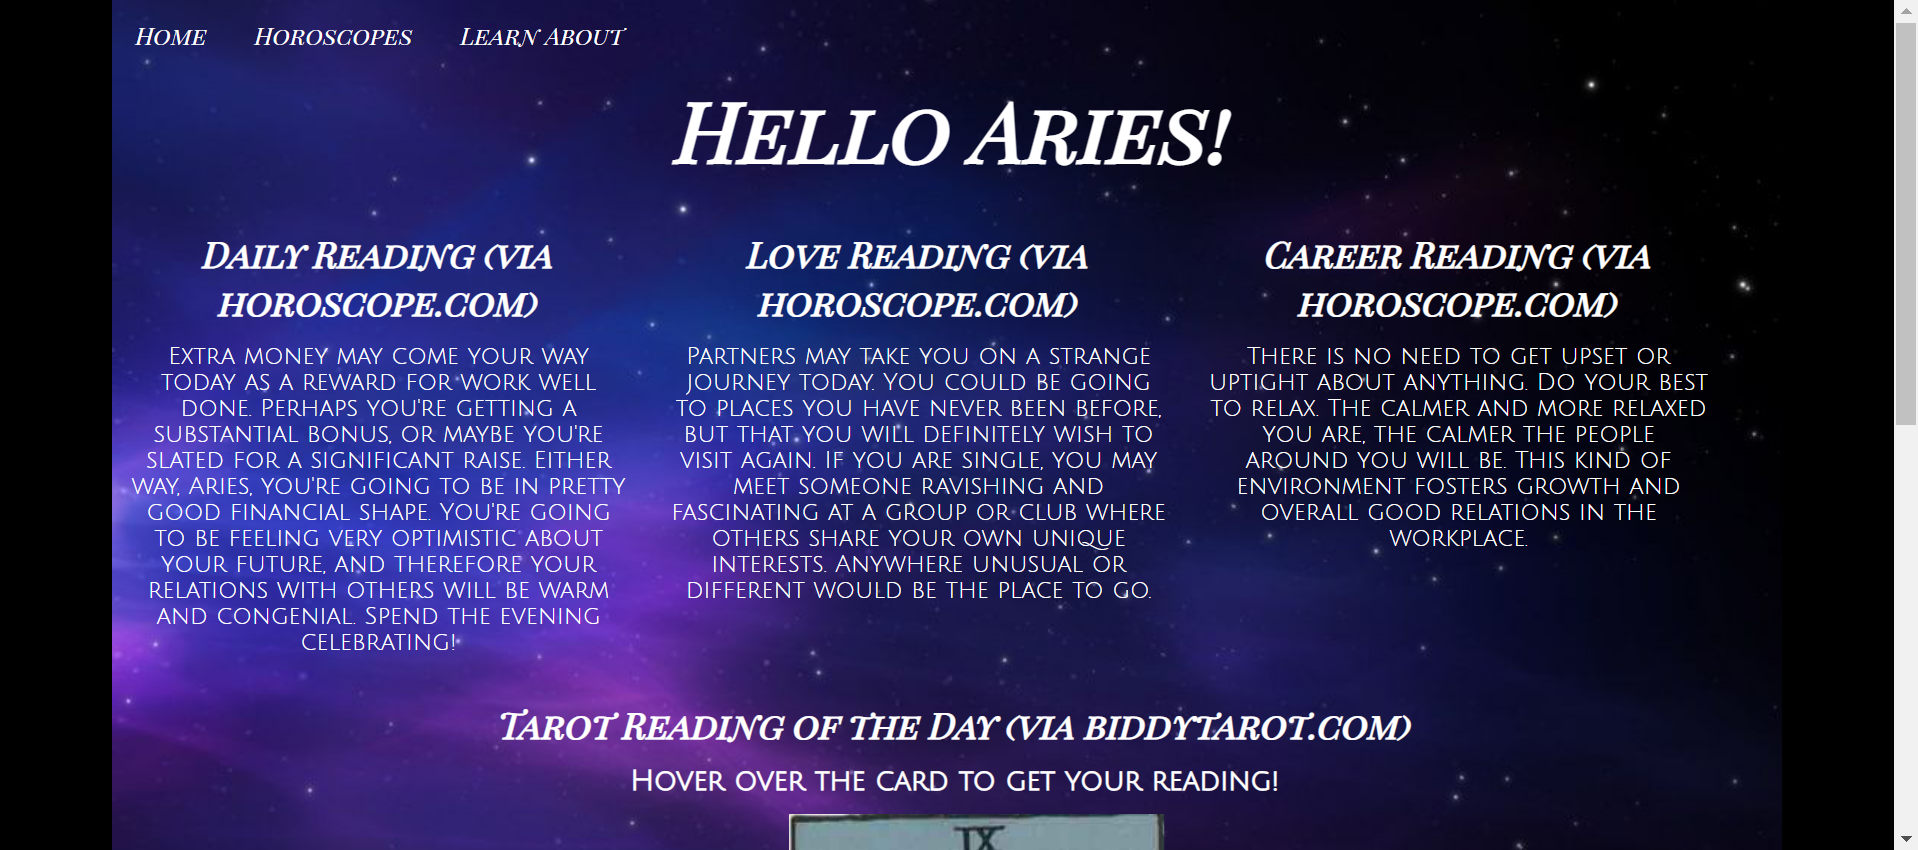 Home Horoscopes Learn About
Hello Aries!
Daily Reading (via
horoscope.com)
Extra money may come your way
today as a reward for work well
done. Perhaps you're getting a
substantial bonus, or maybe you're
slated for a significant raise. Either
way, Aries, you're going to be in pretty
good financial shape. You're going
to be feeling very optimistic about
your future, and therefore your
relations with others will be warm
and congenial. Spend the evening
celebrating!
Love Reading (via
horoscope.com)
Partners may take you on a strange
journey today. You could be going
to places you have never been before,
but that you will definitely wish to
visit again. If you are single, you may
meet someone ravishing and
fascinating at a group or club where
others share your own unique
interests. Anywhere unusual or
different would be the place to go.
Career Reading (via
horoscope.com)
There is no need to get upset or
uptight about anything. Do your best
to relax. The calmer and more relaxed
you are, the calmer the people
around you will be. This kind of
environment fosters growth and
overall good relations in the
workplace.
Tarot Reading of the Day (via biddytarot.com)
Hover over the card to get your reading!
IX